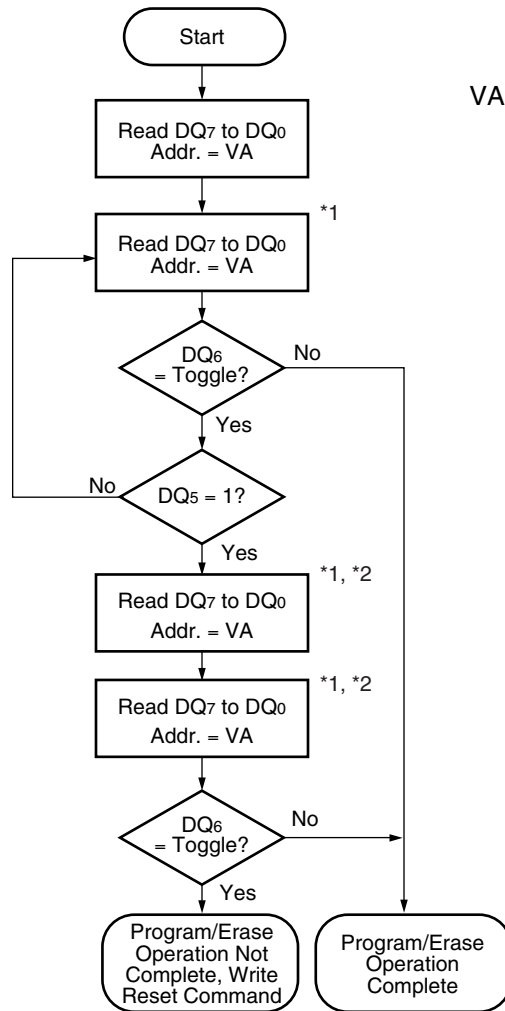 Start
VA
Read DQ7 to DQ0
Addr. = VA
*1
Read DQ7 to DQ0
Addr. = VA
DQ6
= Toggle?
No
Yes
DQ5 = 1?
No
Yes
*1, *2
Read DQ7 to DQ0
Addr. = VA
*1, *2
Read DQ7 to DQ0
Addr. = VA
DQ6
= Toggle?
No
Yes
Program/Erase
Operation Not
Complete, Write
Reset Command
Program/Erase
Operation
Complete